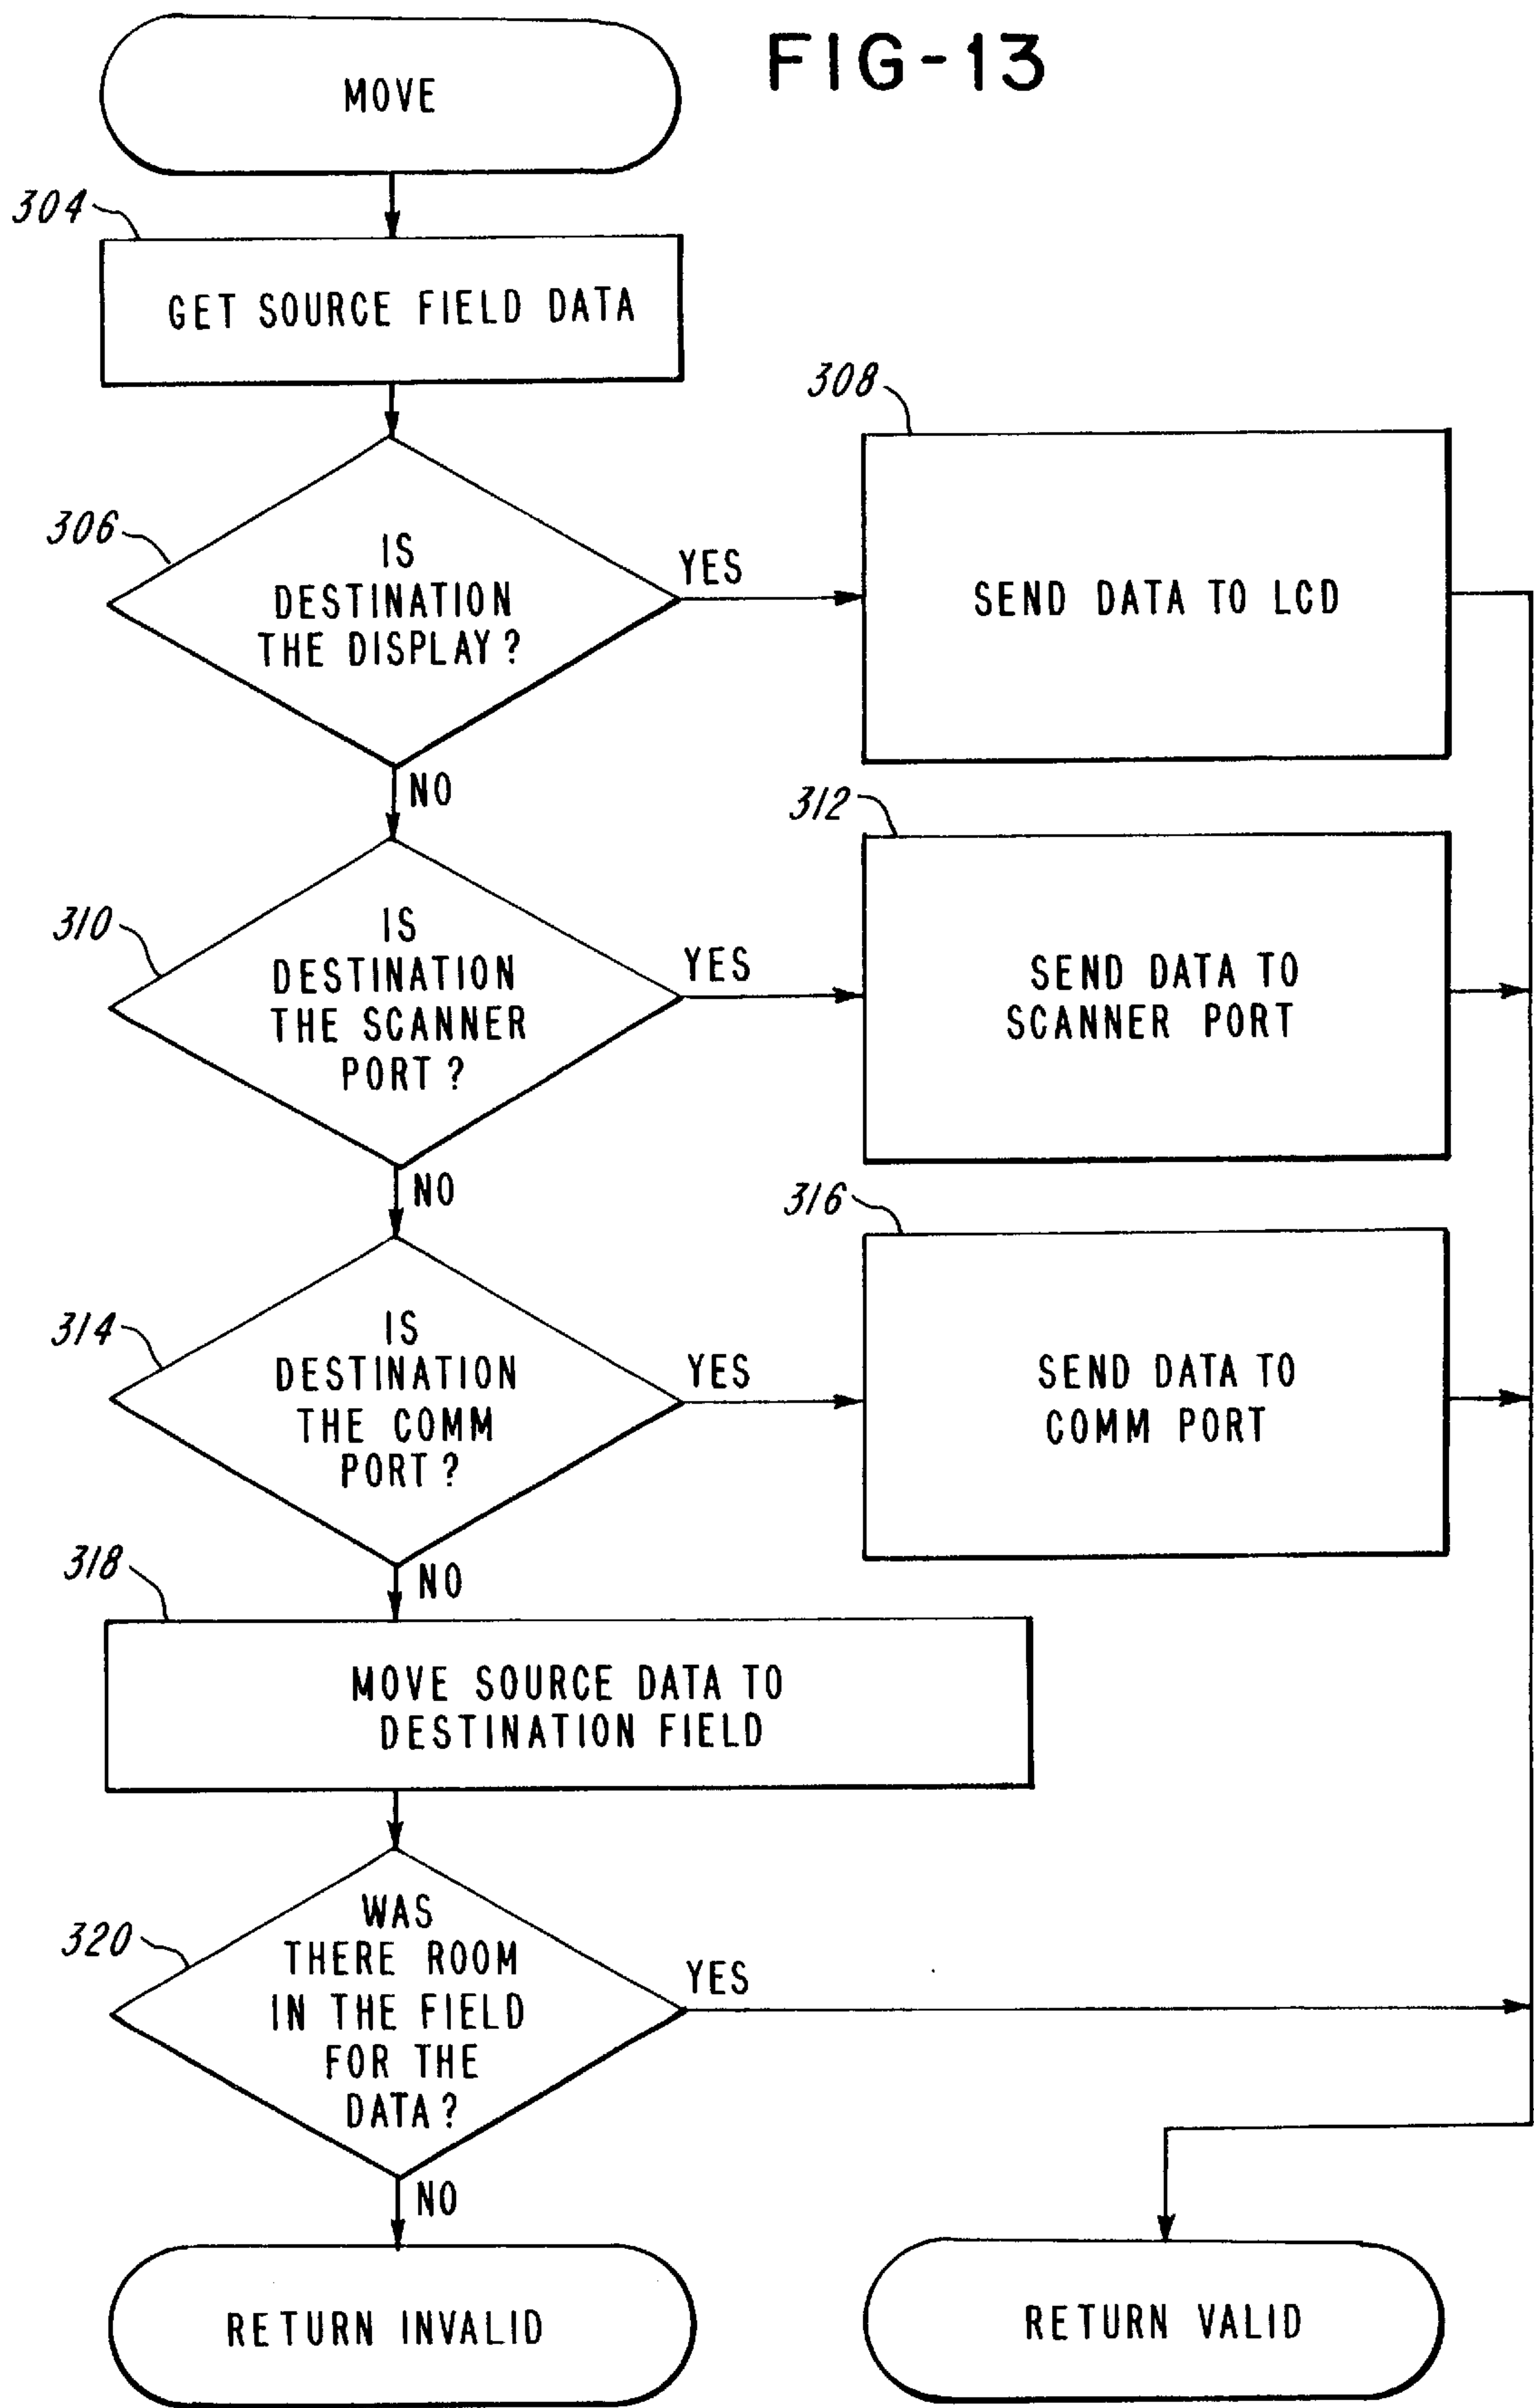 FIG-13
MOVE
304
GET SOURCE FIELD DATA
306
IS
DESTINATION
THE DISPLAY?
YES
308
SEND DATA TO LCD
NO
310
IS
DESTINATION
THE SCANNER
PORT?
YES
312
SEND DATA TO
SCANNER PORT
NO
314
IS
DESTINATION
THE COMM
PORT?
YES
316
SEND DATA TO
COMM PORT
NO
318
MOVE SOURCE DATA TO
DESTINATION FIELD
320
WAS
THERE ROOM
IN THE FIELD
FOR THE
DATA?
YES
NO
RETURN INVALID
RETURN VALID